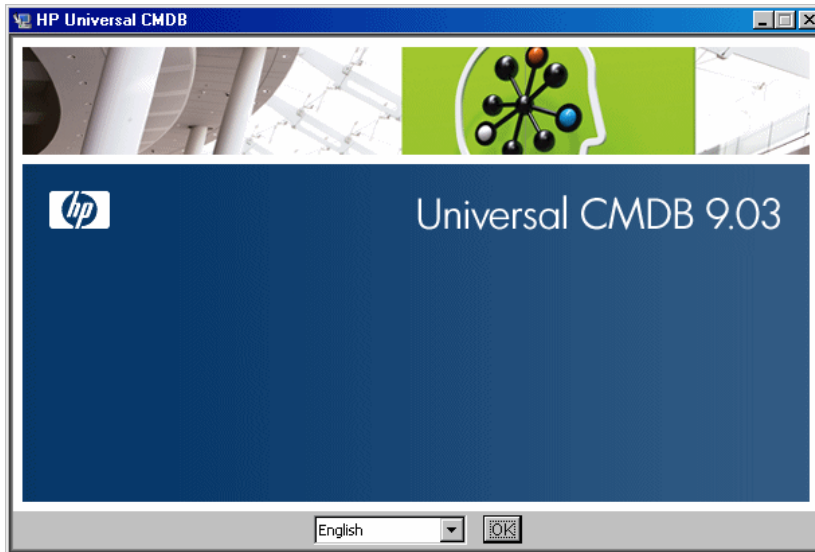 HP Universal CMDB
hp
Universal CMDB 9.03
English
OK